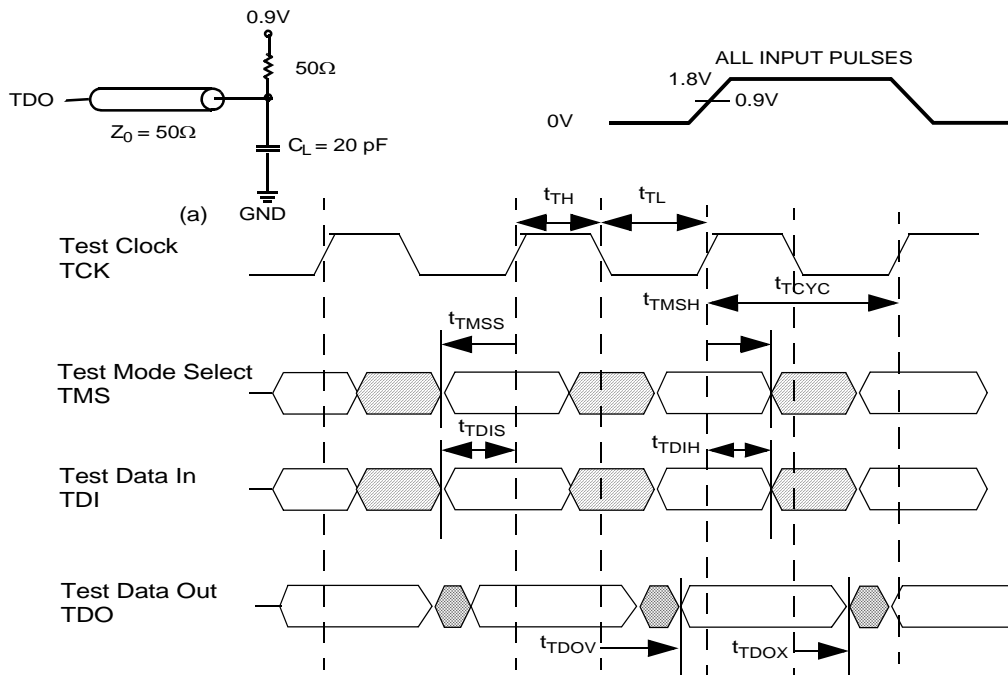 0.9V
50Ω
TDO
Z0 = 50Ω
CL = 20 pF
(a) GND
ALL INPUT PULSES
1.8V
0.9V
0V
tTH
tTL
Test Clock
TCK
tTCYC
tTMSH
tTMSS
Test Mode Select
TMS
tTDIS
tTDIH
Test Data In
TDI
Test Data Out
TDO
tTDOV
tTDOX